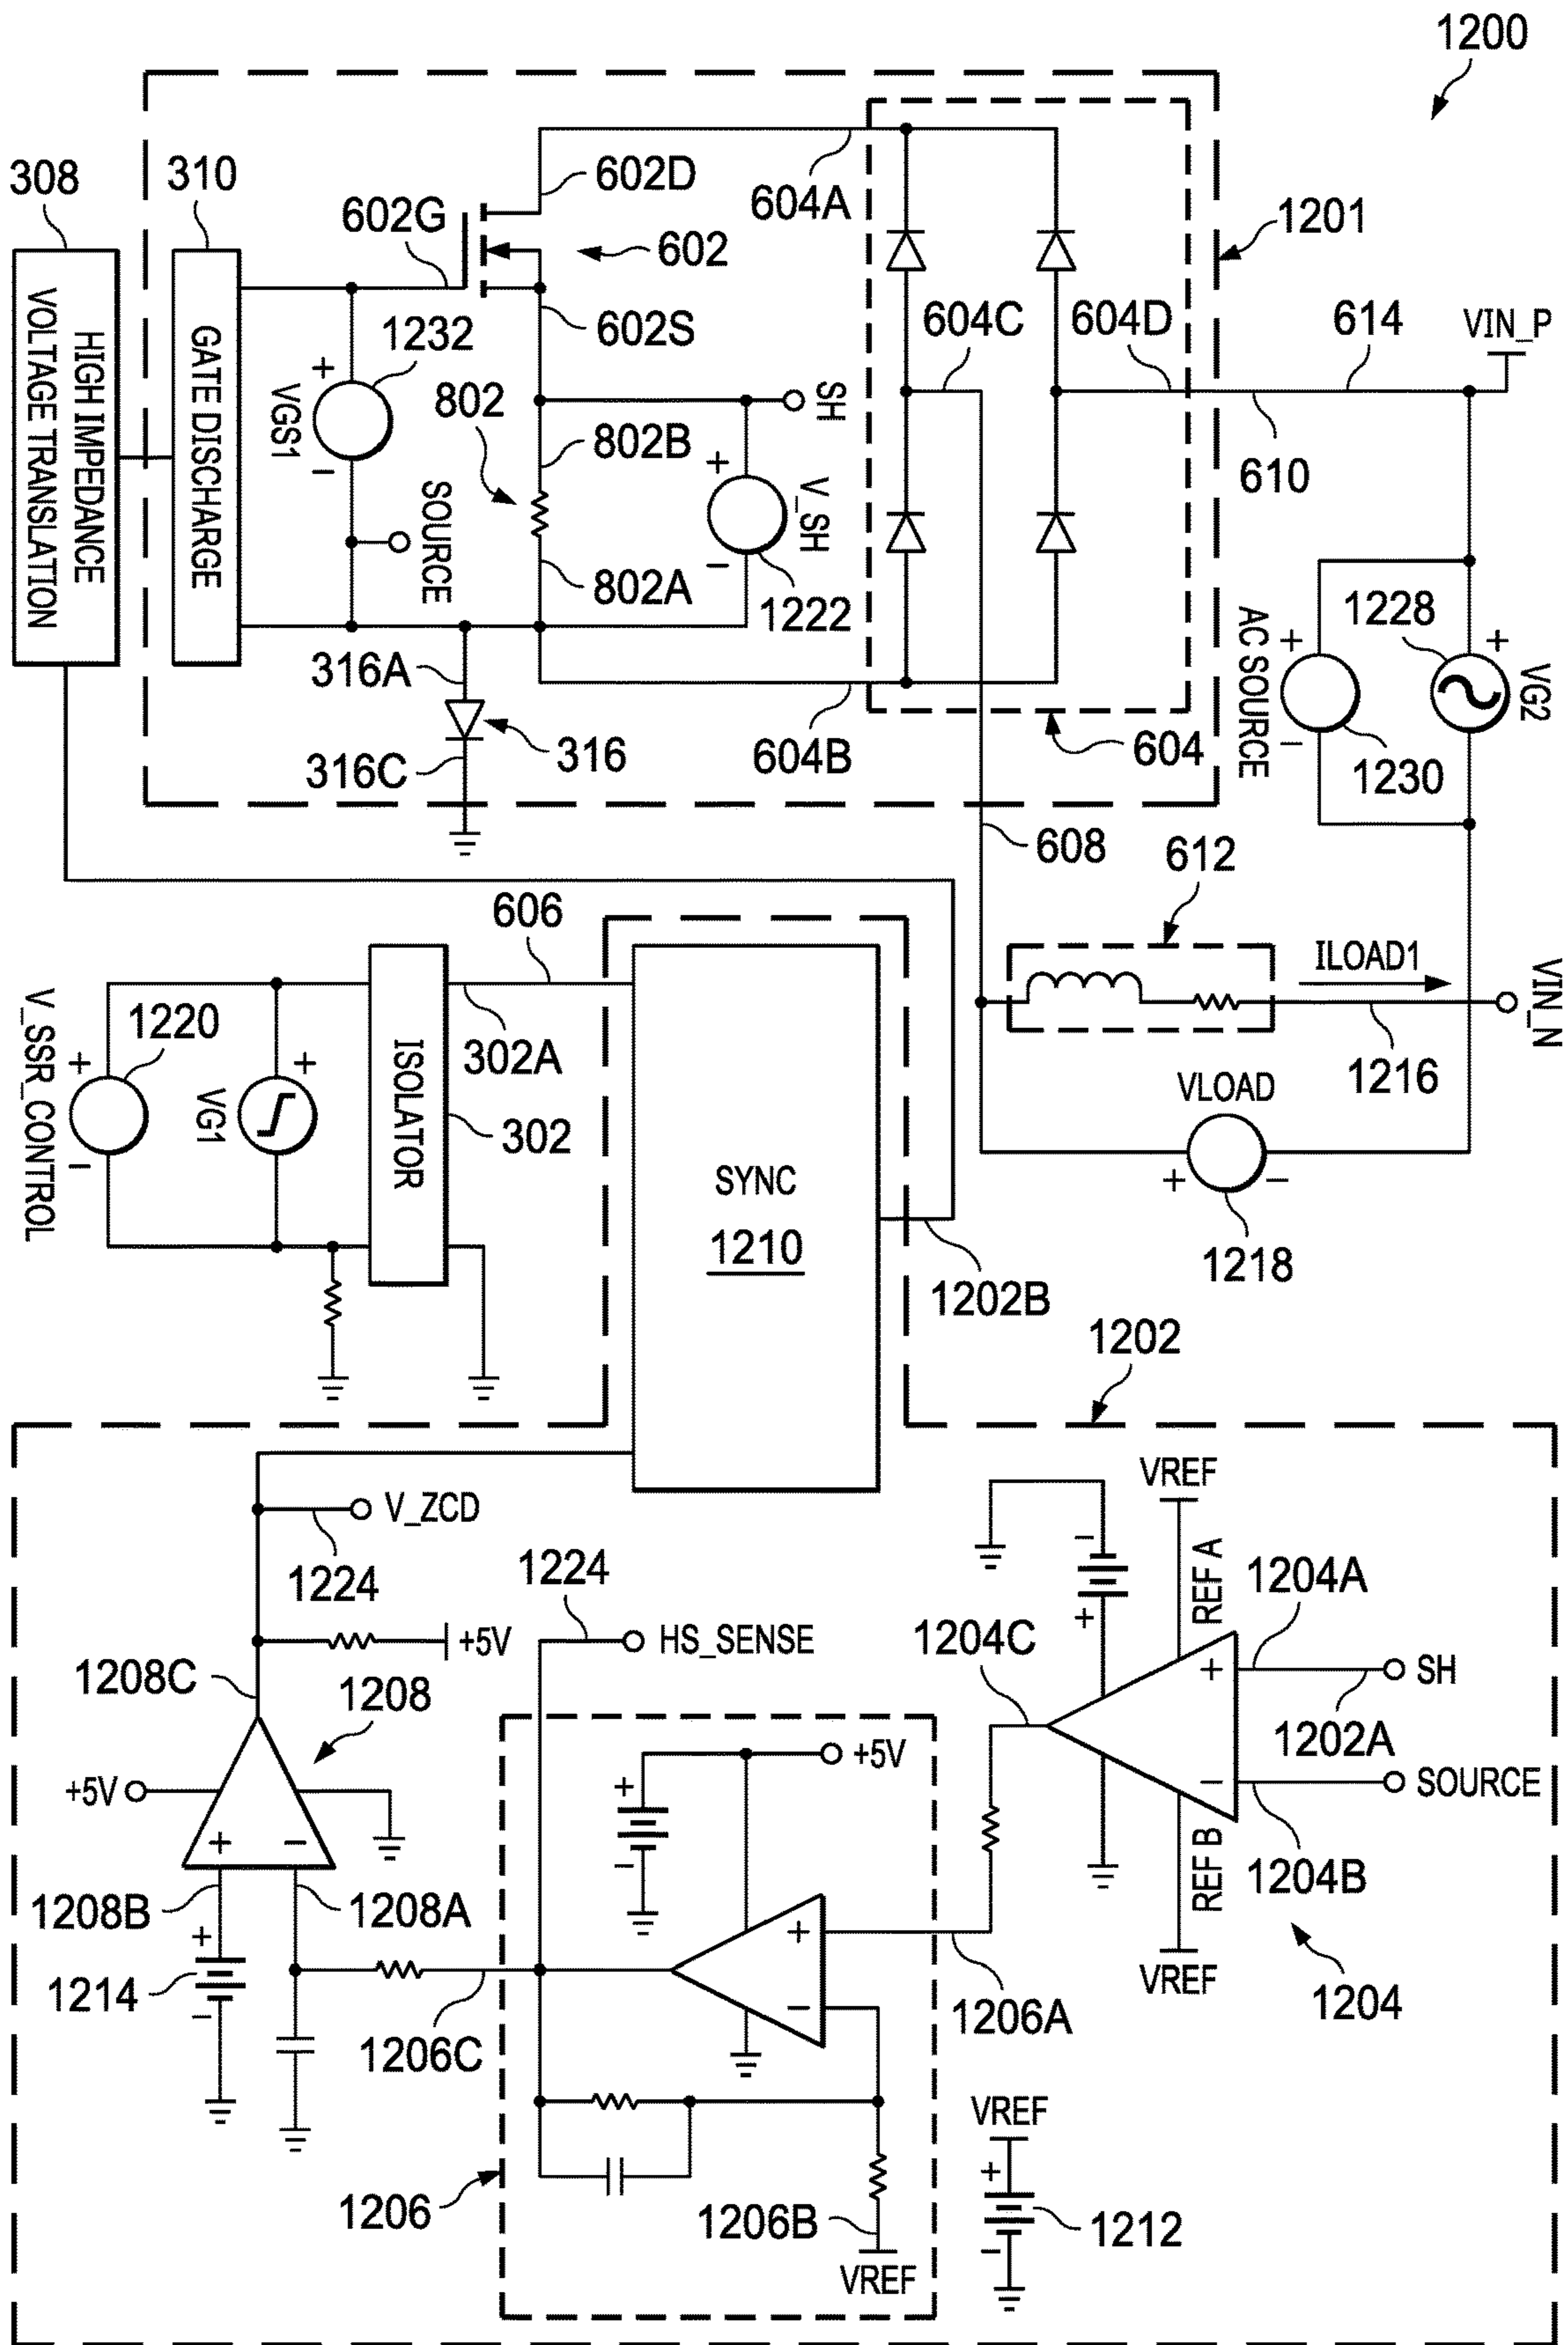 1200
308
310
602D
602G
602
602S
604A
1201
604C
604D
614
VIN_P
HIGH IMPEDANCE
VOLTAGE TRANSLATION
GATE DISCHARGE
1232
+
VGS1
−
802
SH
802B
+
V_SH
−
SOURCE
802A
1222
610
AC SOURCE
1228
+
+
VG2
−
1230
316A
316
316C
604B
604
608
612
606
ILOAD1
VIN_N
1216
V_SSR_CONTROL
1220
+
−
VG1
+
ISOLATOR
302A
302
SYNC
1210
VLOAD
+
−
1218
1202B
1202
V_ZCD
1224
1224
HS_SENSE
+5V
1208C
1208
+5V
+
−
1208B
1208A
+
1214
−
1206C
+5V
+
−
+
−
1206A
1206
1206B
VREF
−
+
VREF
REF A
1204A
1204C
+
SH
1202A
−
SOURCE
REF B
1204B
VREF
1204
VREF
+
1212
−